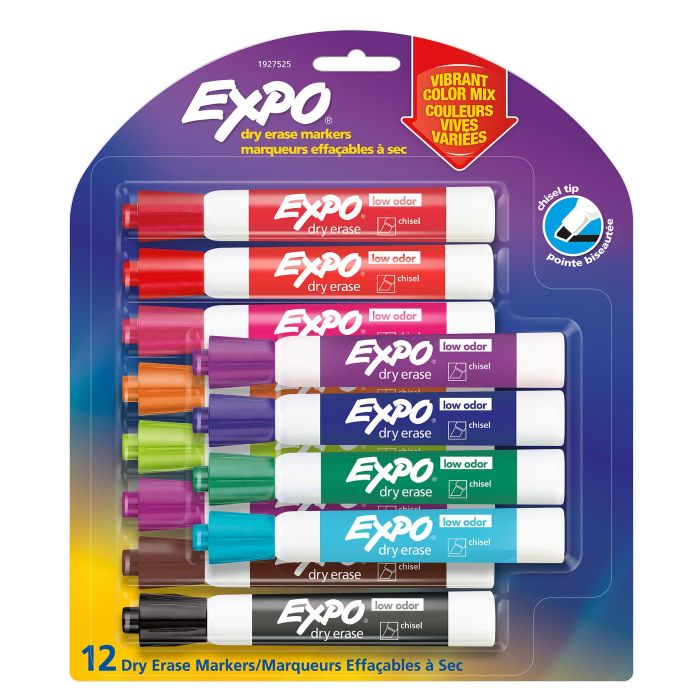 1927525
EXPO®
dry erase markers
marqueurs effaçables à sec
VIBRANT
COLOR MIX
COULEURS
VIVES
VARIÉES
chisel tip
pointe biseautée
EXPO® low odor
dry erase chisel
EXPO® low odor
dry erase chisel
EXPO® low odor
chisel
EXPO® low odor
dry erase chisel
EXPO® low odor
dry erase chisel
EXPO® low odor
dry erase chisel
EXPO® low odor
dry erase chisel
dry erase chisel
EXPO® low odor
dry erase chisel
12 Dry Erase Markers/Marqueurs Effaçables à Sec